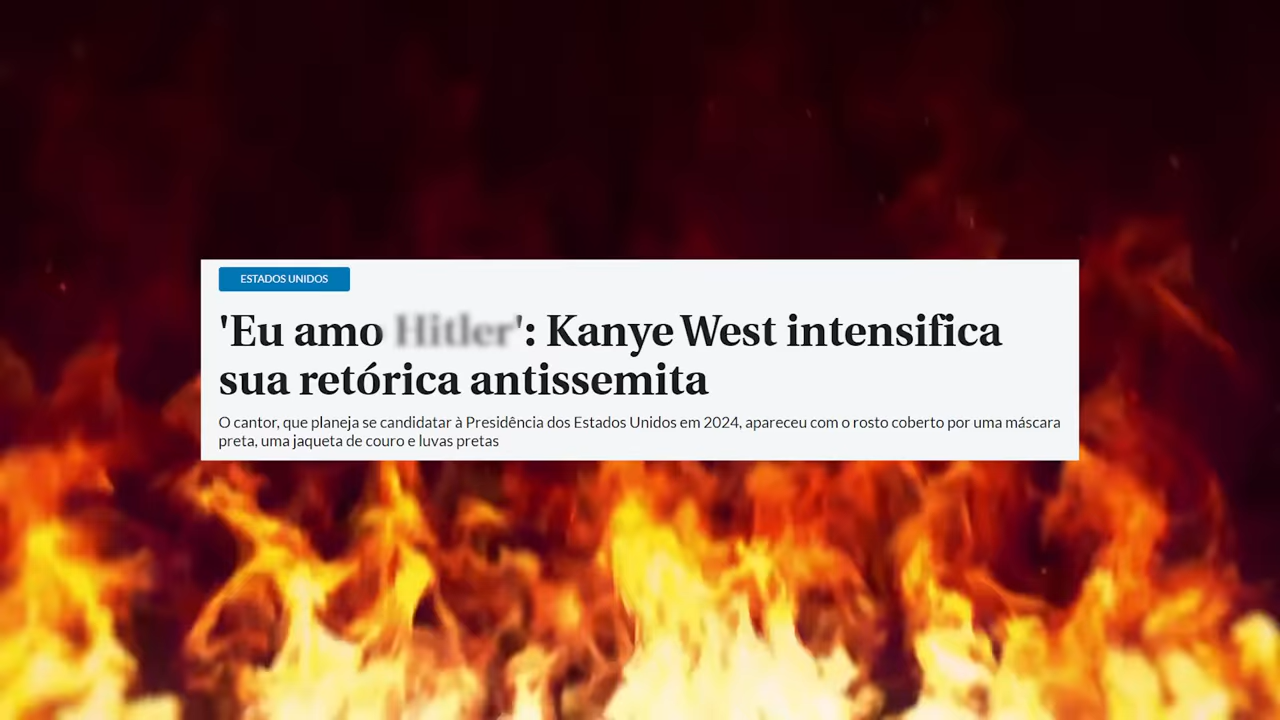 ESTADOS UNIDOS
'Eu amo Hitler': Kanye West intensifica
sua retórica antissemita
O cantor, que planeja se candidatar à Presidência dos Estados Unidos em 2024, apareceu com o rosto coberto por uma máscara
preta, uma jaqueta de couro e luvas pretas